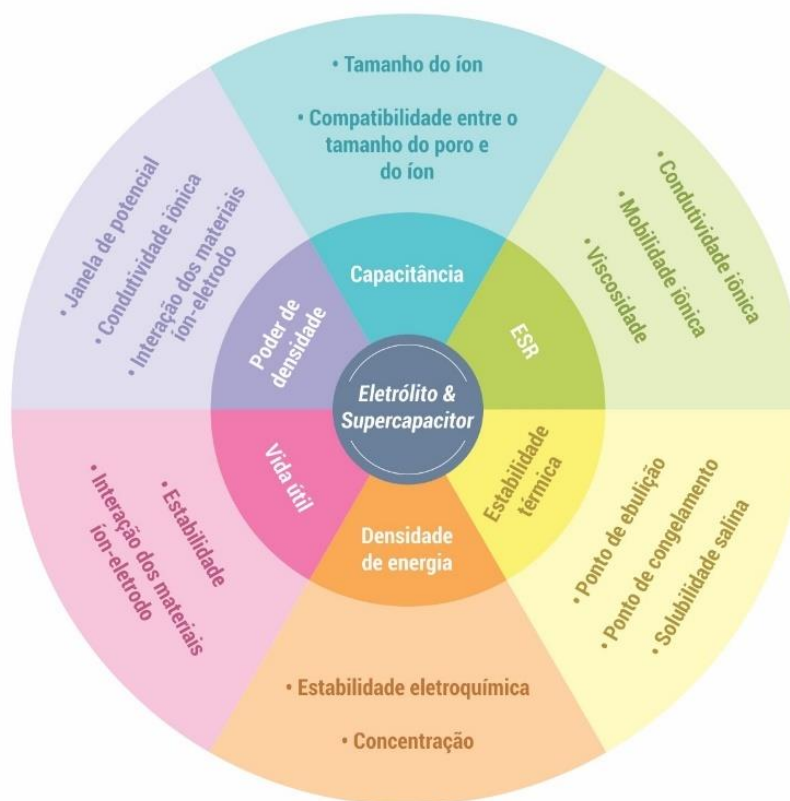 • Tamanho do íon
• Compatibilidade entre o
tamanho do poro e
do íon
Capacitância
• Condutividade iônica
• Mobilidade iônica
• Viscosidade
ESR
• Ponto de ebulição
• Ponto de congelamento
• Solubilidade salina
Estabilidade
térmica
Densidade
de energia
• Estabilidade eletroquímica
• Concentração
• Estabilidade
• Interação dos materiais
íon-eletrodo
Vida útil
• Janela de potencial
• Condutividade iônica
• Interação dos materiais
íon-eletrodo
Poder de
densidade
Eletrólito &
Supercapacitor